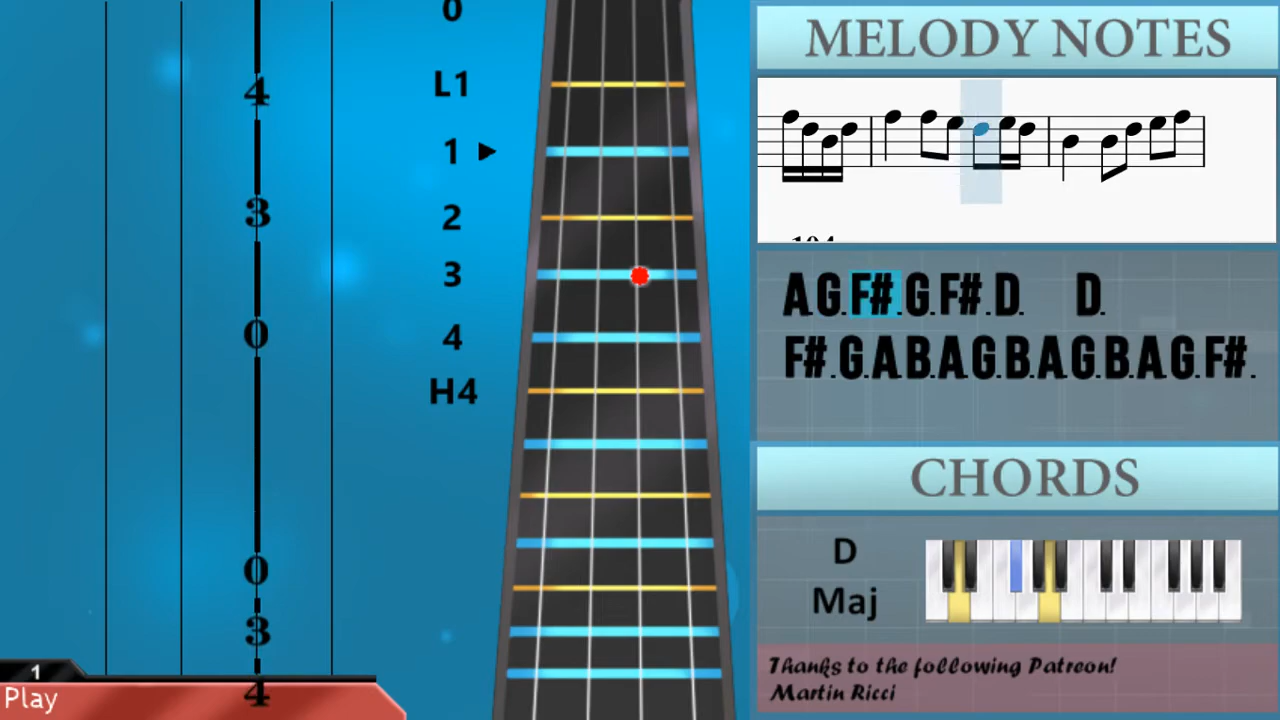 0
4
L1
1
3
2
3
0
4
H4
0
3
1
Play
4
MELODY NOTES
A.G.F#.G.F#.D. D.
F#.G.A.B.A.G.B.A.G.B.A.G.F#.
CHORDS
D
Maj
Thanks to the following Patreon!
Martin Ricci